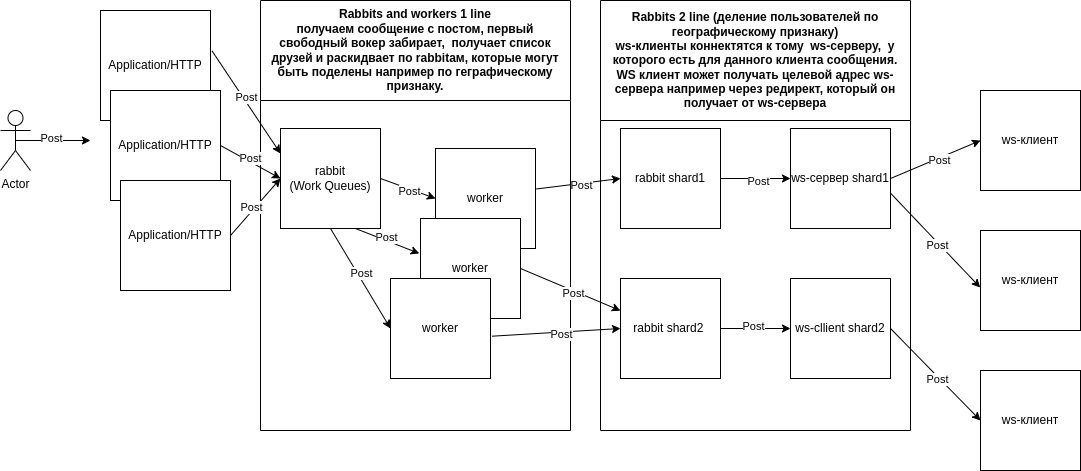 Rabbits and workers 1 line
получаем сообщение с постом, первый
свободный вокер забирает, получает список
друзей и раскидвает по rabbitам, которые могут
быть поделены например по геграфическому
признаку.
Rabbits 2 line (деление пользователей по
географическому признаку)
ws-клиенты коннектятся к тому ws-серверу, у
которого есть для данного клиента сообщения.
WS клиент может получать целевой адрес ws-
сервера например через редирект, который он
получает от ws-сервера
Actor
Post
Application/HTTP
Application/HTTP
Application/HTTP
Post
Post
Post
rabbit
(Work Queues)
Post
Post
Post
worker
worker
worker
Post
Post
Post
rabbit shard1
Post
ws-сервер shard1
rabbit shard2
Post
ws-cllient shard2
Post
Post
Post
ws-клиент
ws-клиент
ws-клиент